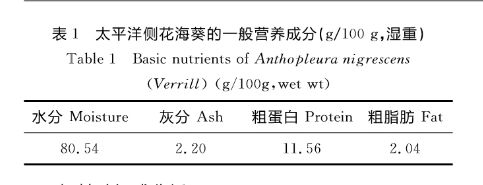 表1 太平洋侧花海葵的一般营养成分(g/100 g,湿重)
Table 1 Basic nutrients of Anthopleura nigrescens
(Verrill) (g/100g,wet wt)
水分 Moisture 灰分 Ash 粗蛋白 Protein 粗脂肪 Fat
80.54 2.20 11.56 2.04